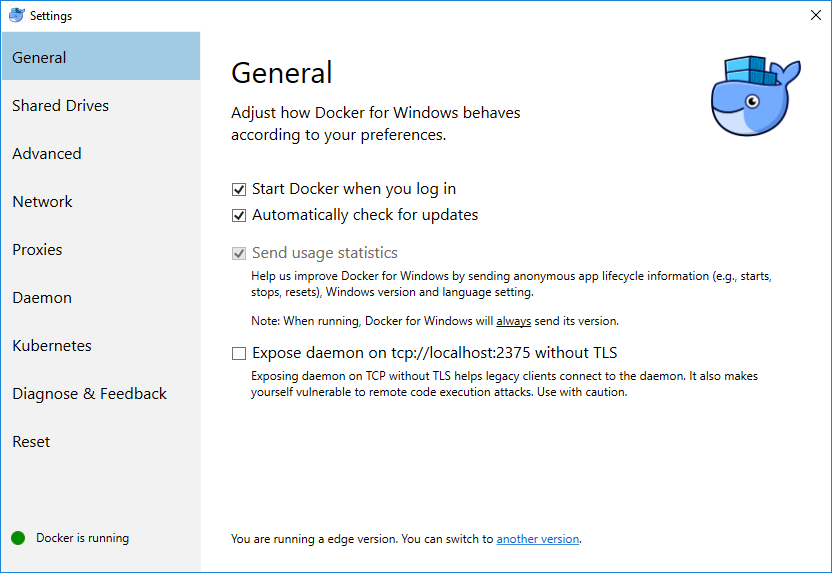 Settings
General
Shared Drives
Advanced
Network
Proxies
Daemon
Kubernetes
Diagnose & Feedback
Reset
Docker is running
General
Adjust how Docker for Windows behaves
according to your preferences.
Start Docker when you log in
Automatically check for updates
Send usage statistics
Help us improve Docker for Windows by sending anonymous app lifecycle information (e.g., starts,
stops, resets), Windows version and language setting.
Note: When running, Docker for Windows will always send its version.
Expose daemon on tcp://localhost:2375 without TLS
Exposing daemon on TCP without TLS helps legacy clients connect to the daemon. It also makes
yourself vulnerable to remote code execution attacks. Use with caution.
You are running a edge version. You can switch to another version.